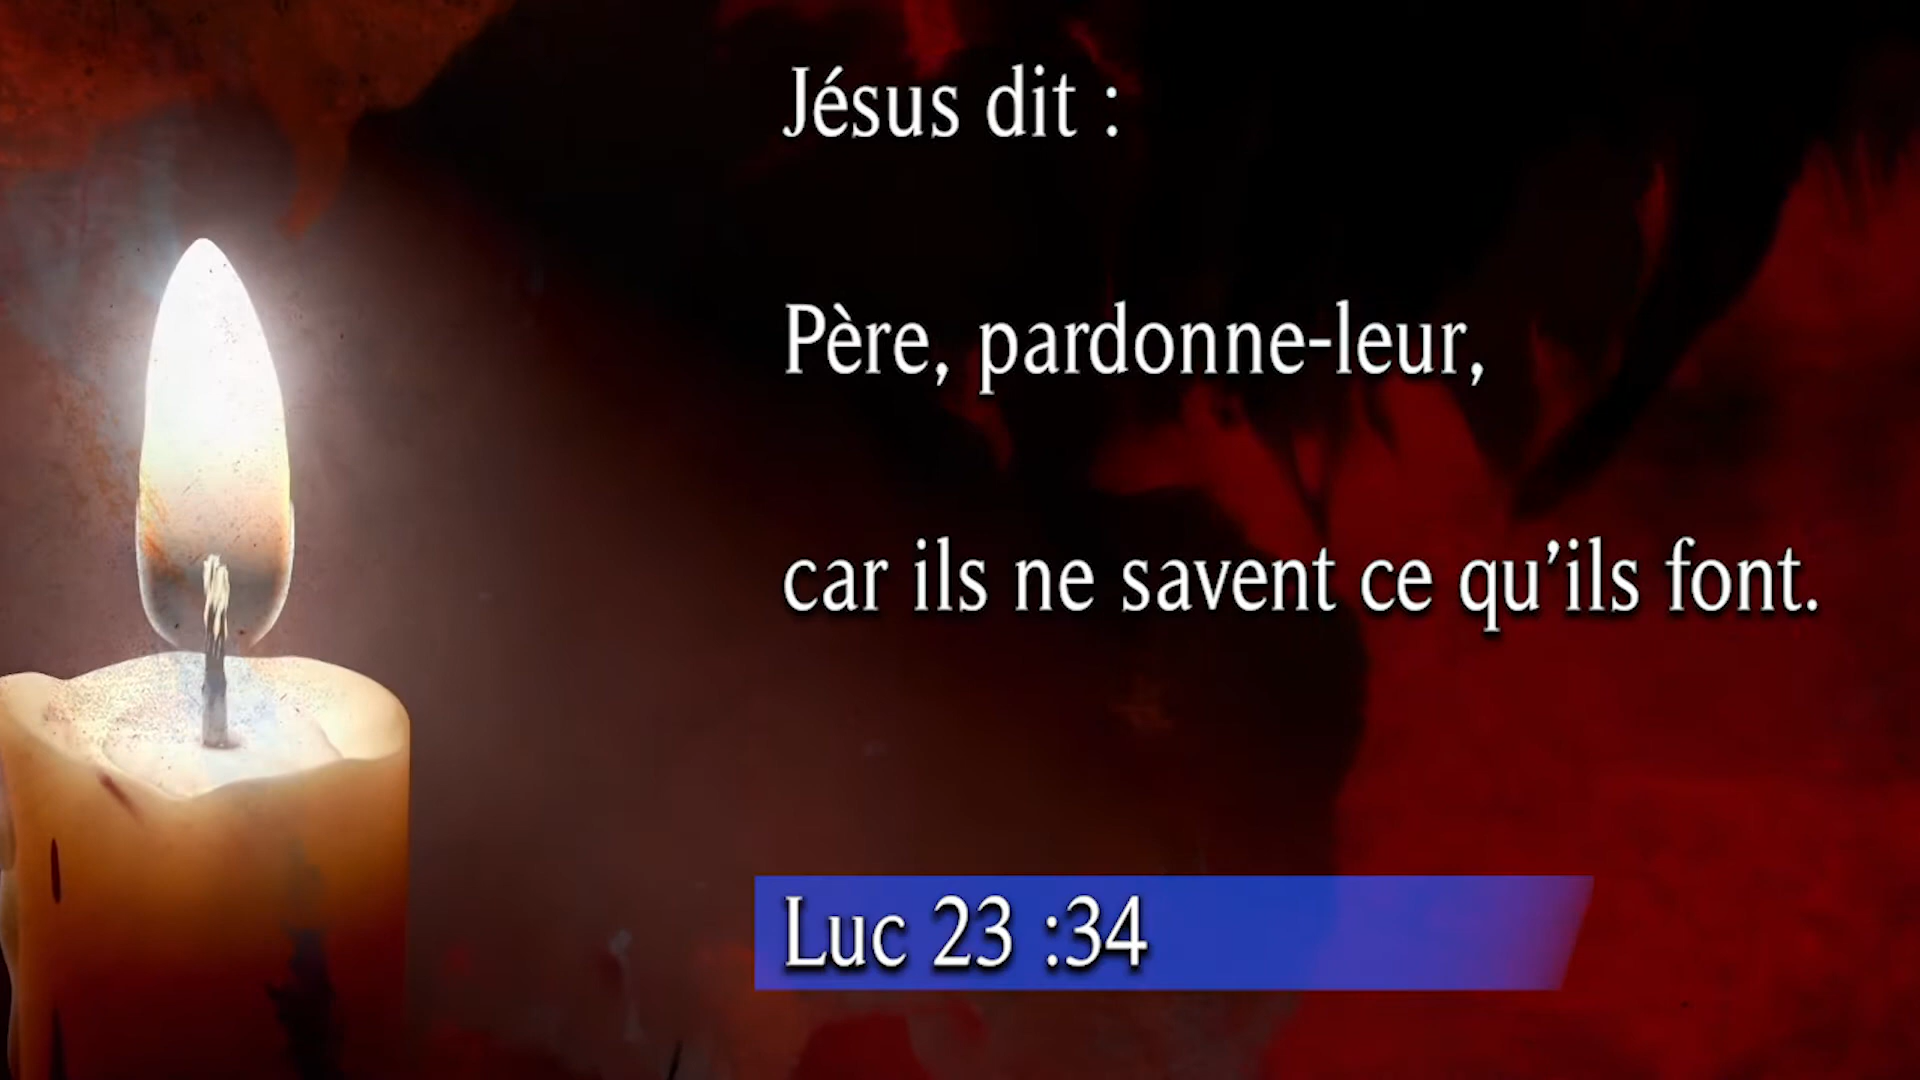 Jésus dit :
Père, pardonne-leur,
car ils ne savent ce qu’ils font.
Luc 23 :34